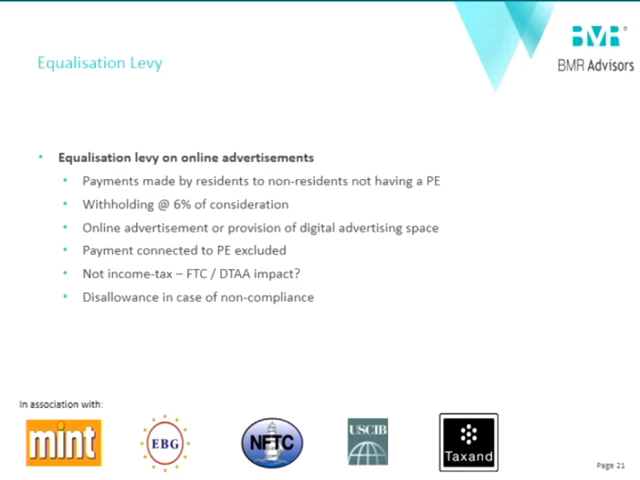 BMR
BMR Advisors
Equalisation Levy
• Equalisation levy on online advertisements
• Payments made by residents to non-residents not having a PE
• Withholding @ 6% of consideration
• Online advertisement or provision of digital advertising space
• Payment connected to PE excluded
• Not income-tax – FTC / DTAA impact?
• Disallowance in case of non-compliance
In association with:
mint
EBG
NFTC
USCIB
Taxand
Page 21